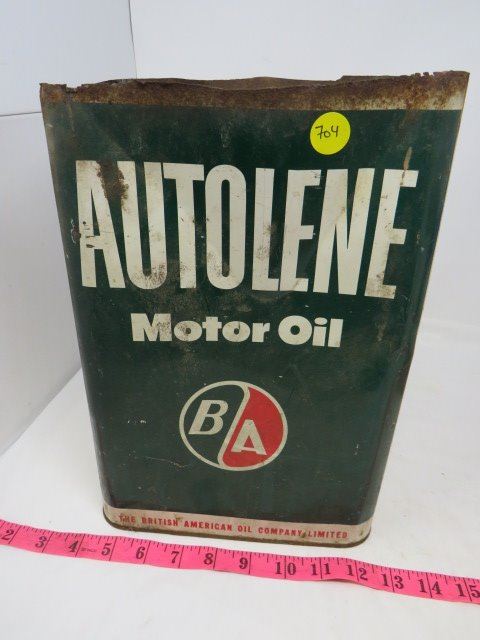 704
AUTOLENE
Motor Oil
B A
THE BRITISH AMERICAN OIL COMPANY LIMITED
2 3 4 5 6 7 8 9 10 11 12 13 14 15